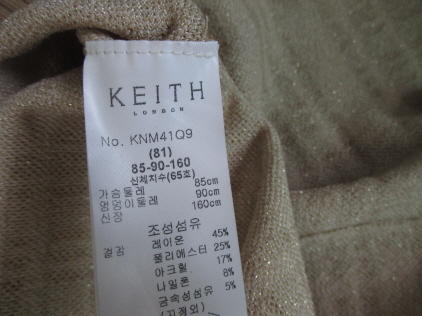 KEITH
LONDON
No. KNM41Q9
(81)
85-90-160
신체치수(65호)
가슴둘레 85cm
엉덩이둘레 90cm
신장 160cm
조성섬유
겉감 레이온 45%
폴리에스터 25%
아크릴 17%
나일론 8%
금속성섬유 5%